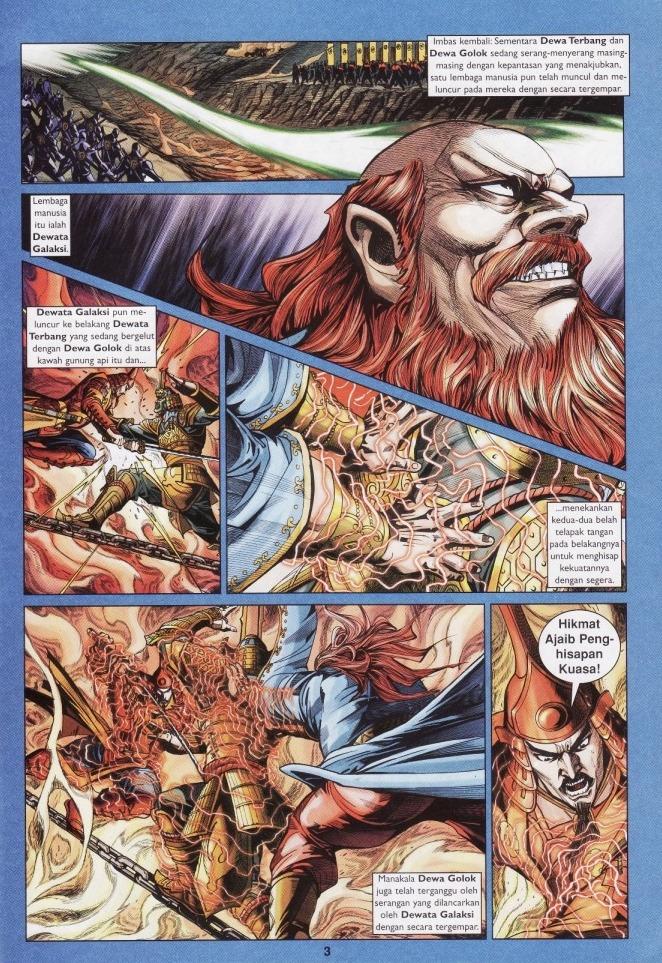 Imbas kembali: Sementara Dewa Terbang dan
Dewa Golok sedang serang-menyerang masing-
masing dengan kepantasan yang menakjubkan,
satu lembaga manusia pun telah muncul dan me-
luncur pada mereka dengan secara tergempar.
Lembaga
manusia
itu ialah
Dewata
Galaksi.
Dewata Galaksi pun me-
luncur ke belakang Dewata
Terbang yang sedang bergelut
dengan Dewa Golok di atas
kawah gunung api itu dan...
...menekankan
kedua-dua belah
telapak tangan
pada belakangnya
untuk menghisap
kekuatannya
dengan segera.
Hikmat
Ajaib Peng-
hisapan
Kuasa!
Manakala Dewa Golok
juga telah terganggu oleh
serangan yang dilancarkan
oleh Dewata Galaksi
dengan secara tergempar.
3